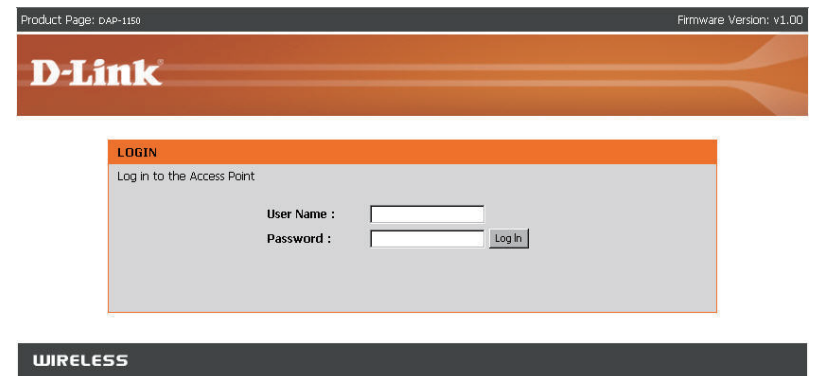 Product Page: DAP-1150 Firmware Version: v1.00
D-Link®
LOGIN
Log in to the Access Point
User Name :
Password : Log In
WIRELESS